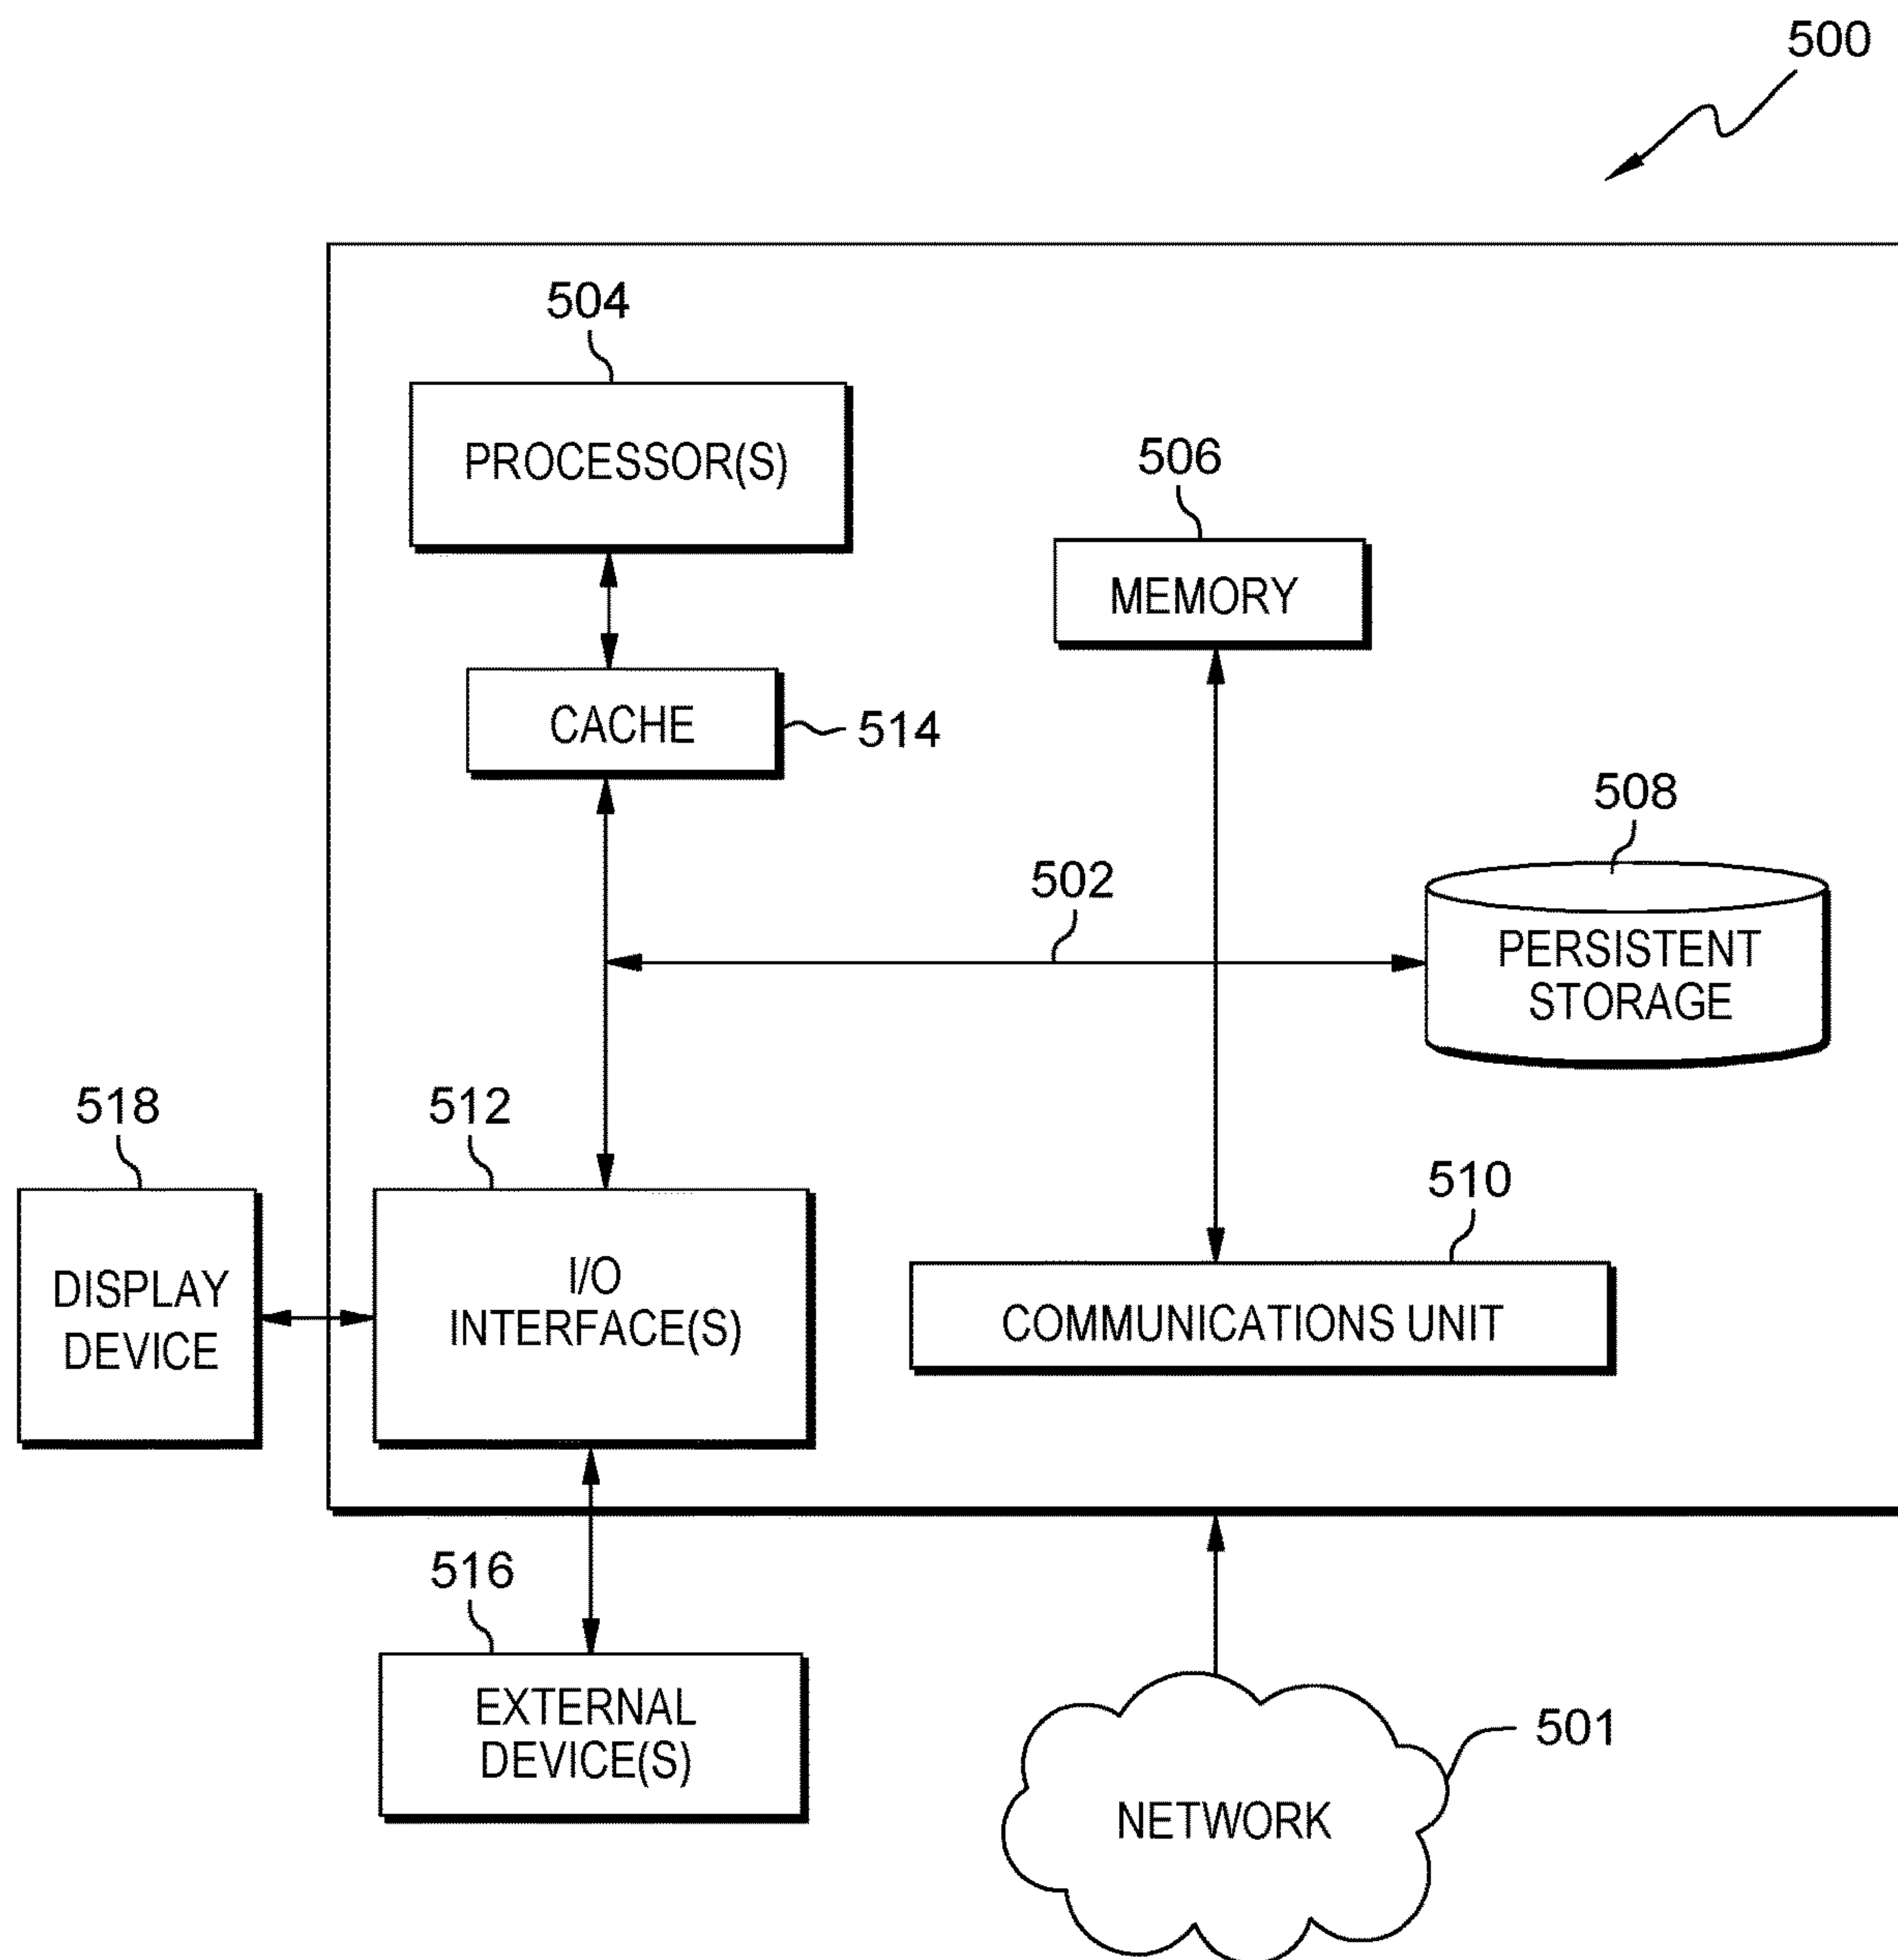 500
504
PROCESSOR(S)
506
MEMORY
CACHE
514
508
502
PERSISTENT
STORAGE
518
512
510
DISPLAY
DEVICE
I/O
INTERFACE(S)
COMMUNICATIONS UNIT
516
EXTERNAL
DEVICE(S)
501
NETWORK